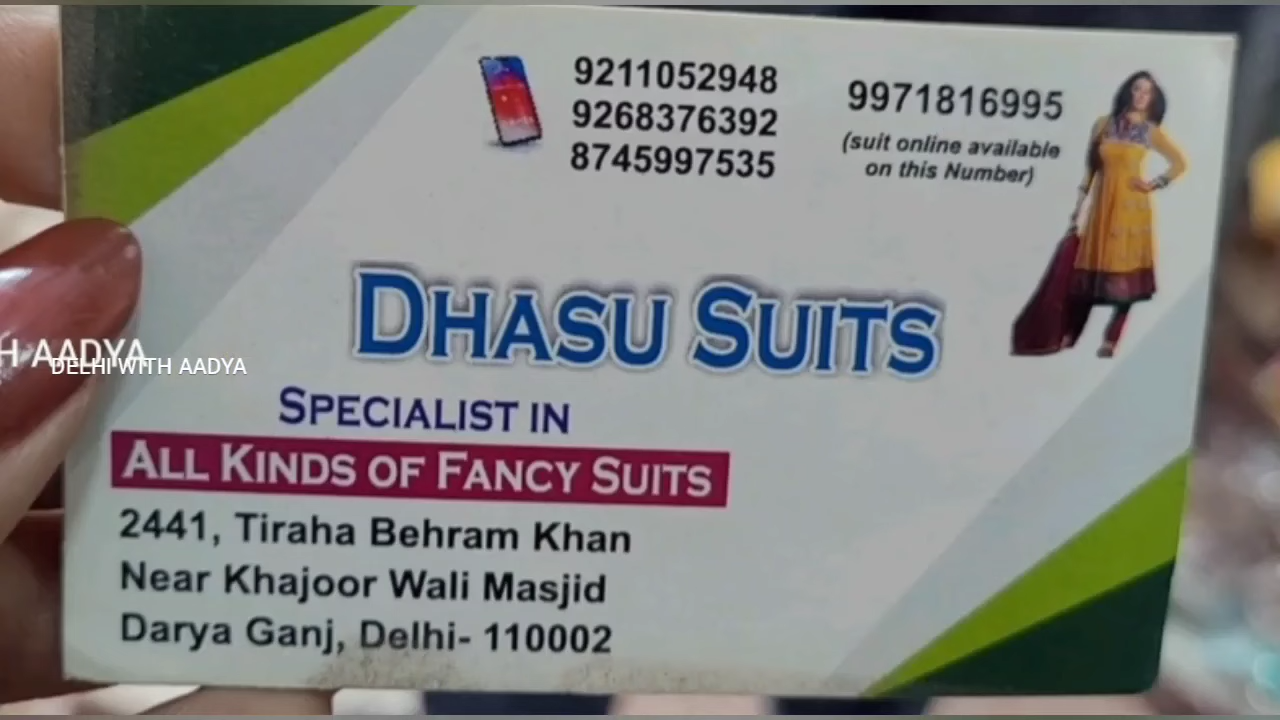 9211052948
9268376392
8745997535
9971816995
(suit online available
on this Number)
DHASU SUITS
SPECIALIST IN
ALL KINDS OF FANCY SUITS
2441, Tiraha Behram Khan
Near Khajoor Wali Masjid
Darya Ganj, Delhi- 110002
H AADYA
DELHI WITH AADYA